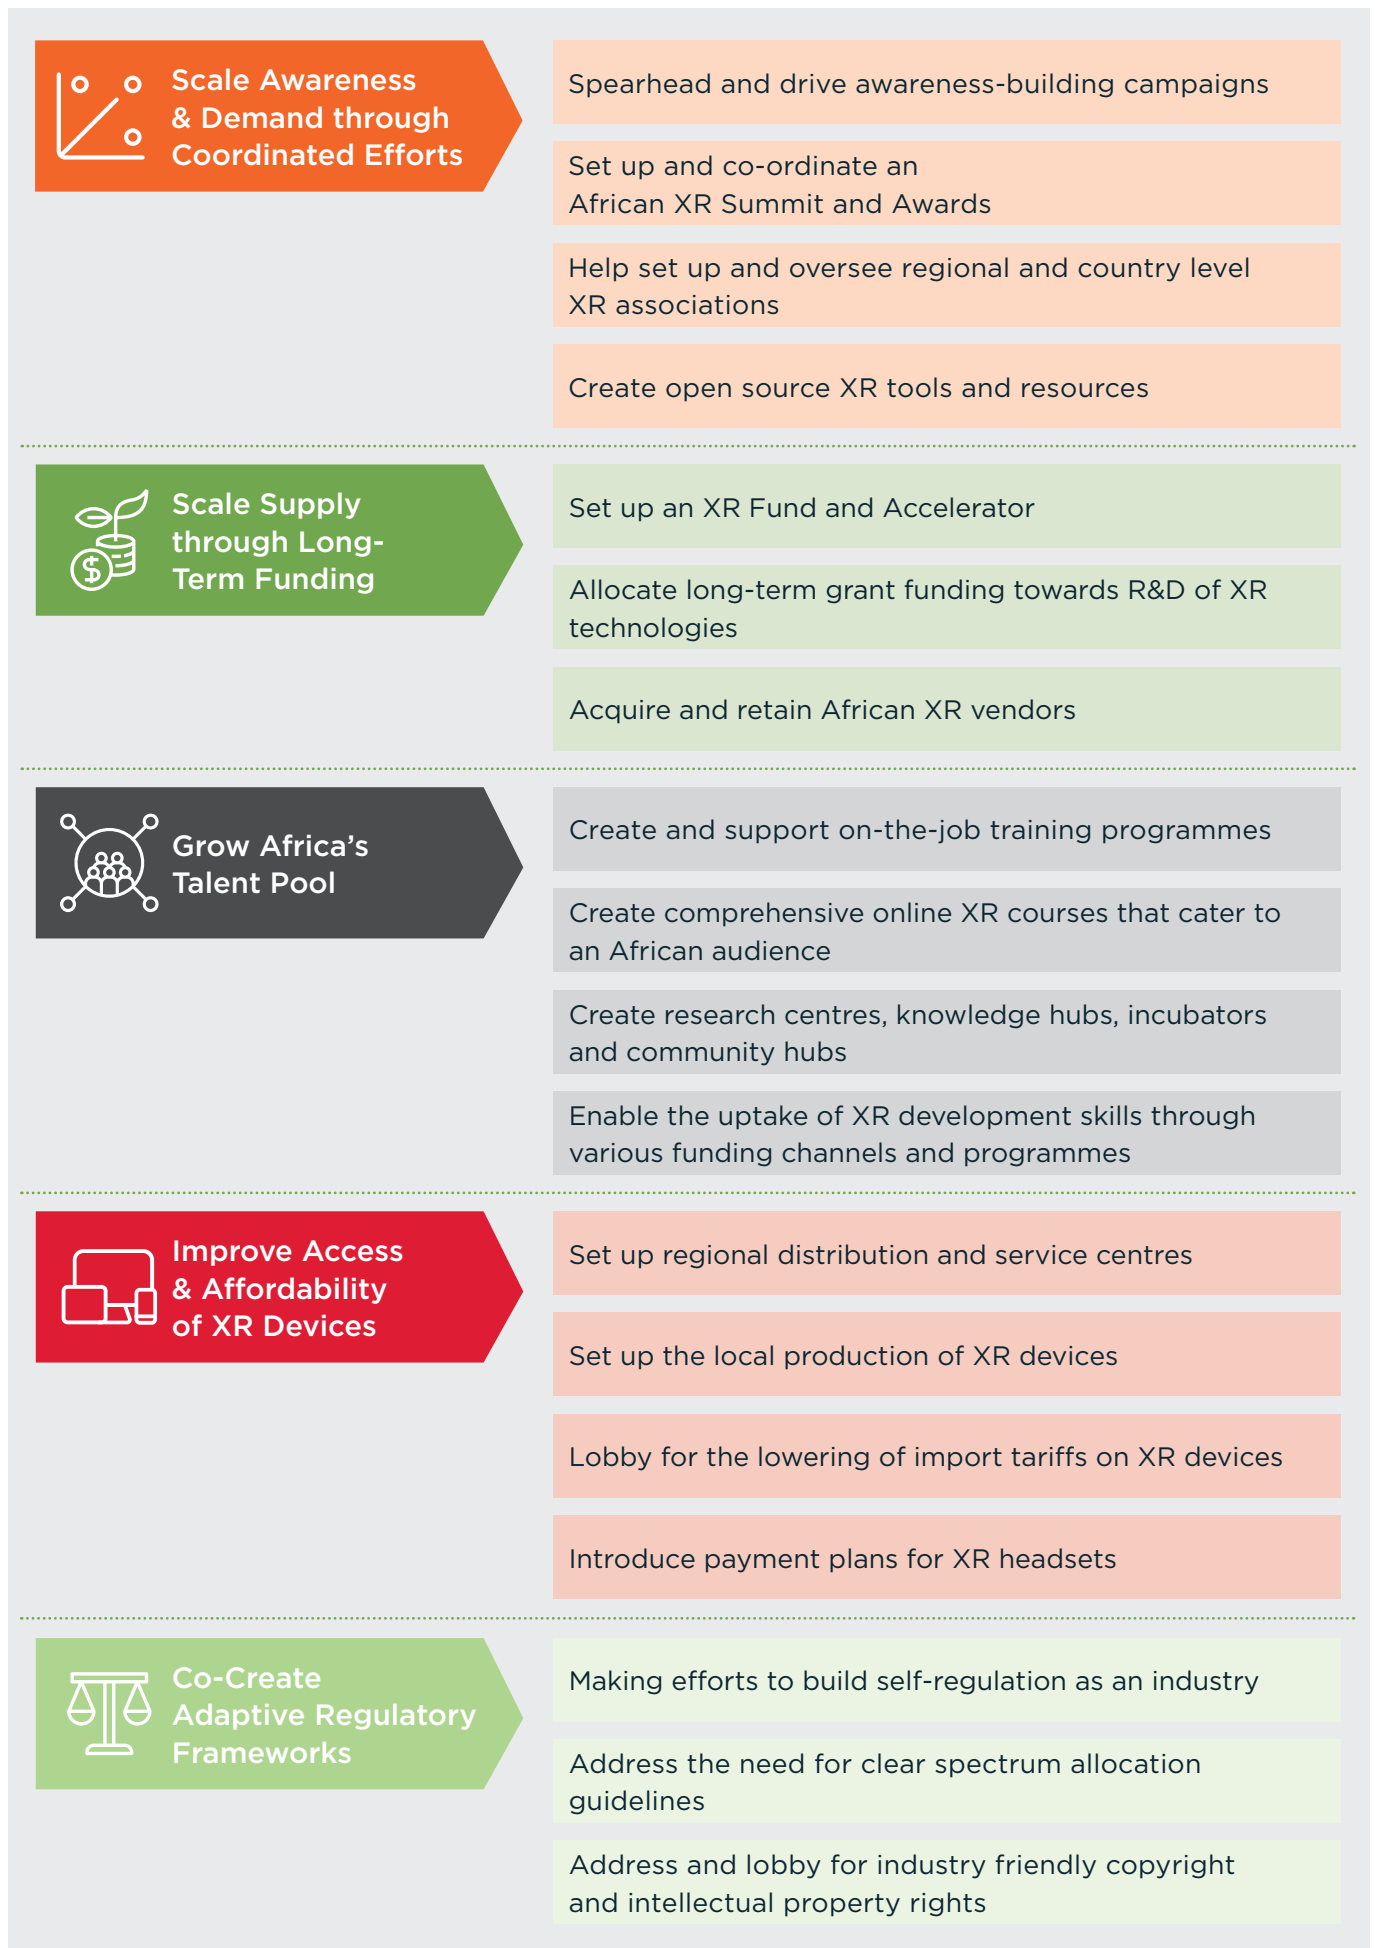 Scale Awareness
& Demand through
Coordinated Efforts
Spearhead and drive awareness-building campaigns
Set up and co-ordinate an
African XR Summit and Awards
Help set up and oversee regional and country level
XR associations
Create open source XR tools and resources
Scale Supply
through Long-
Term Funding
Set up an XR Fund and Accelerator
Allocate long-term grant funding towards R&D of XR
technologies
Acquire and retain African XR vendors
Grow Africa’s
Talent Pool
Create and support on-the-job training programmes
Create comprehensive online XR courses that cater to
an African audience
Create research centres, knowledge hubs, incubators
and community hubs
Enable the uptake of XR development skills through
various funding channels and programmes
Improve Access
& Affordability
of XR Devices
Set up regional distribution and service centres
Set up the local production of XR devices
Lobby for the lowering of import tariffs on XR devices
Introduce payment plans for XR headsets
Co-Create
Adaptive Regulatory
Frameworks
Making efforts to build self-regulation as an industry
Address the need for clear spectrum allocation
guidelines
Address and lobby for industry friendly copyright
and intellectual property rights